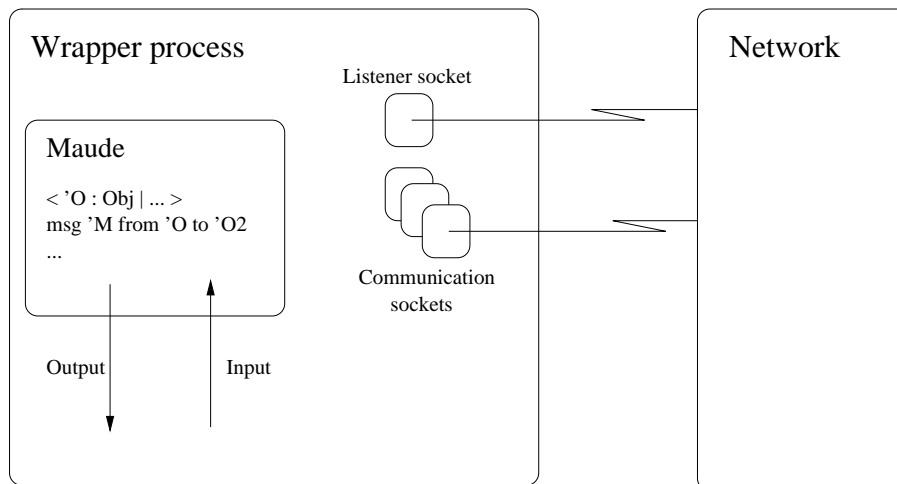 Wrapper process
Network
Listener socket
Maude
< ’O : Obj | ... >
msg ’M from ’O to ’O2
...
Communication
sockets
Output
Input